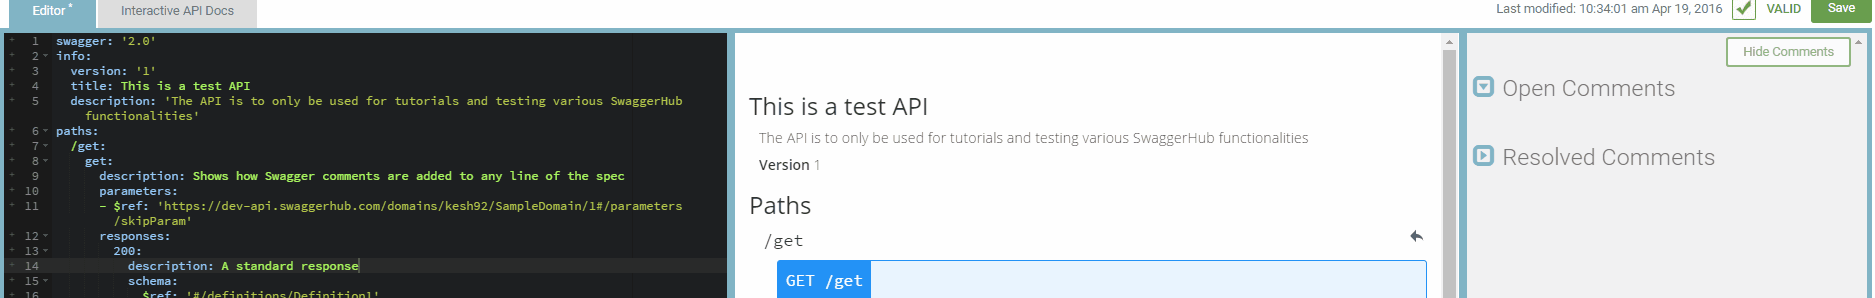 Editor * Interactive API Docs Last modified: 10:34:01 am Apr 19, 2016 VALID Save
1 swagger: '2.0'
2 info:
3 version: '1'
4 title: This is a test API
5 description: 'The API is to only be used for tutorials and testing various SwaggerHub
functionalities'
6 paths:
7 /get:
8 get:
9 description: Shows how Swagger comments are added to any line of the spec
10 parameters:
11 - $ref: 'https://dev-api.swaggerhub.com/domains/kesh92/SampleDomain/1#/parameters
/skipParam'
12 responses:
13 200:
14 description: A standard response
15 schema:
16 $ref: '#/definitions/Definition1'
This is a test API
The API is to only be used for tutorials and testing various SwaggerHub functionalities
Version 1
Paths
/get
GET /get
Hide Comments
Open Comments
Resolved Comments